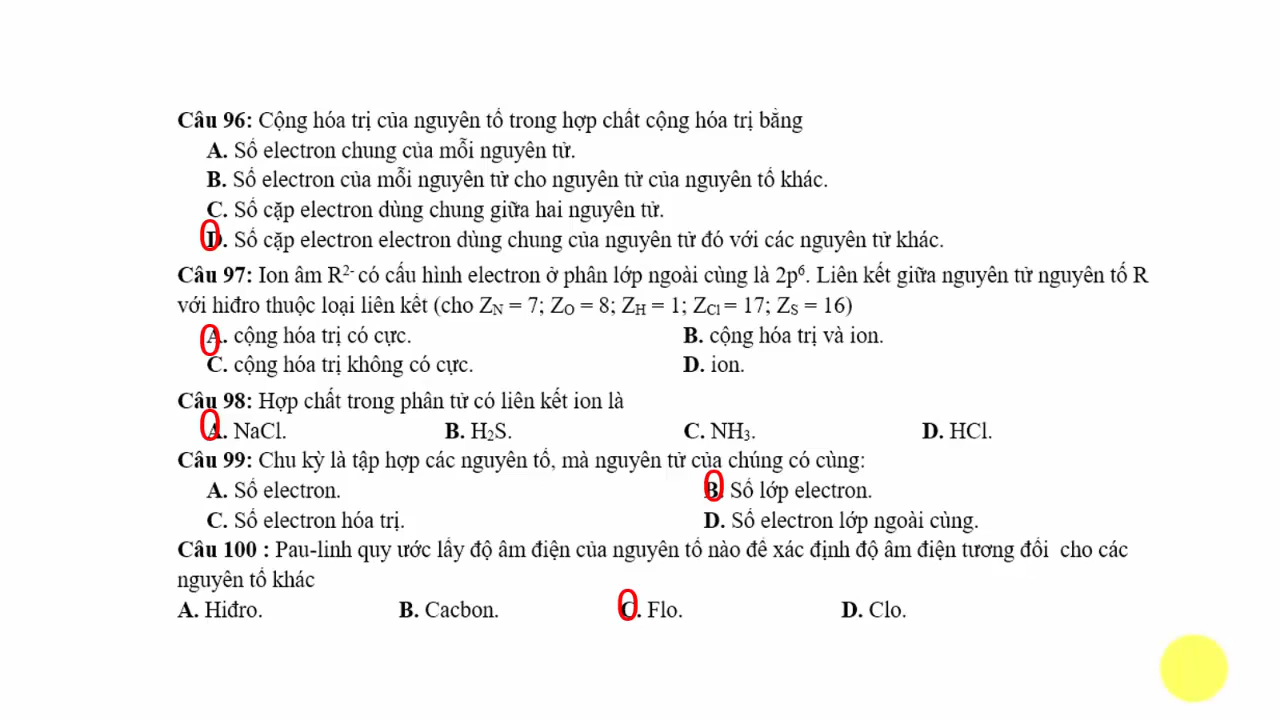 Câu 96: Cộng hóa trị của nguyên tố trong hợp chất cộng hóa trị bằng
A. Số electron chung của mỗi nguyên tử.
B. Số electron của mỗi nguyên tử cho nguyên tử của nguyên tố khác.
C. Số cặp electron dùng chung giữa hai nguyên tử.
D. Số cặp electron electron dùng chung của nguyên tử đó với các nguyên tử khác.
Câu 97: Ion âm R²⁻ có cấu hình electron ở phân lớp ngoài cùng là 2p⁶. Liên kết giữa nguyên tử nguyên tố R
với hiđro thuộc loại liên kết (cho Z_N = 7; Z_O = 8; Z_H = 1; Z_Cl = 17; Z_S = 16)
A. cộng hóa trị có cực. B. cộng hóa trị và ion.
C. cộng hóa trị không có cực. D. ion.
Câu 98: Hợp chất trong phân tử có liên kết ion là
A. NaCl. B. H₂S. C. NH₃. D. HCl.
Câu 99: Chu kỳ là tập hợp các nguyên tố, mà nguyên tử của chúng có cùng:
A. Số electron. B. Số lớp electron.
C. Số electron hóa trị. D. Số electron lớp ngoài cùng.
Câu 100 : Pau-linh quy ước lấy độ âm điện của nguyên tố nào để xác định độ âm điện tương đối cho các
nguyên tố khác
A. Hiđro. B. Cacbon. C. Flo. D. Clo.